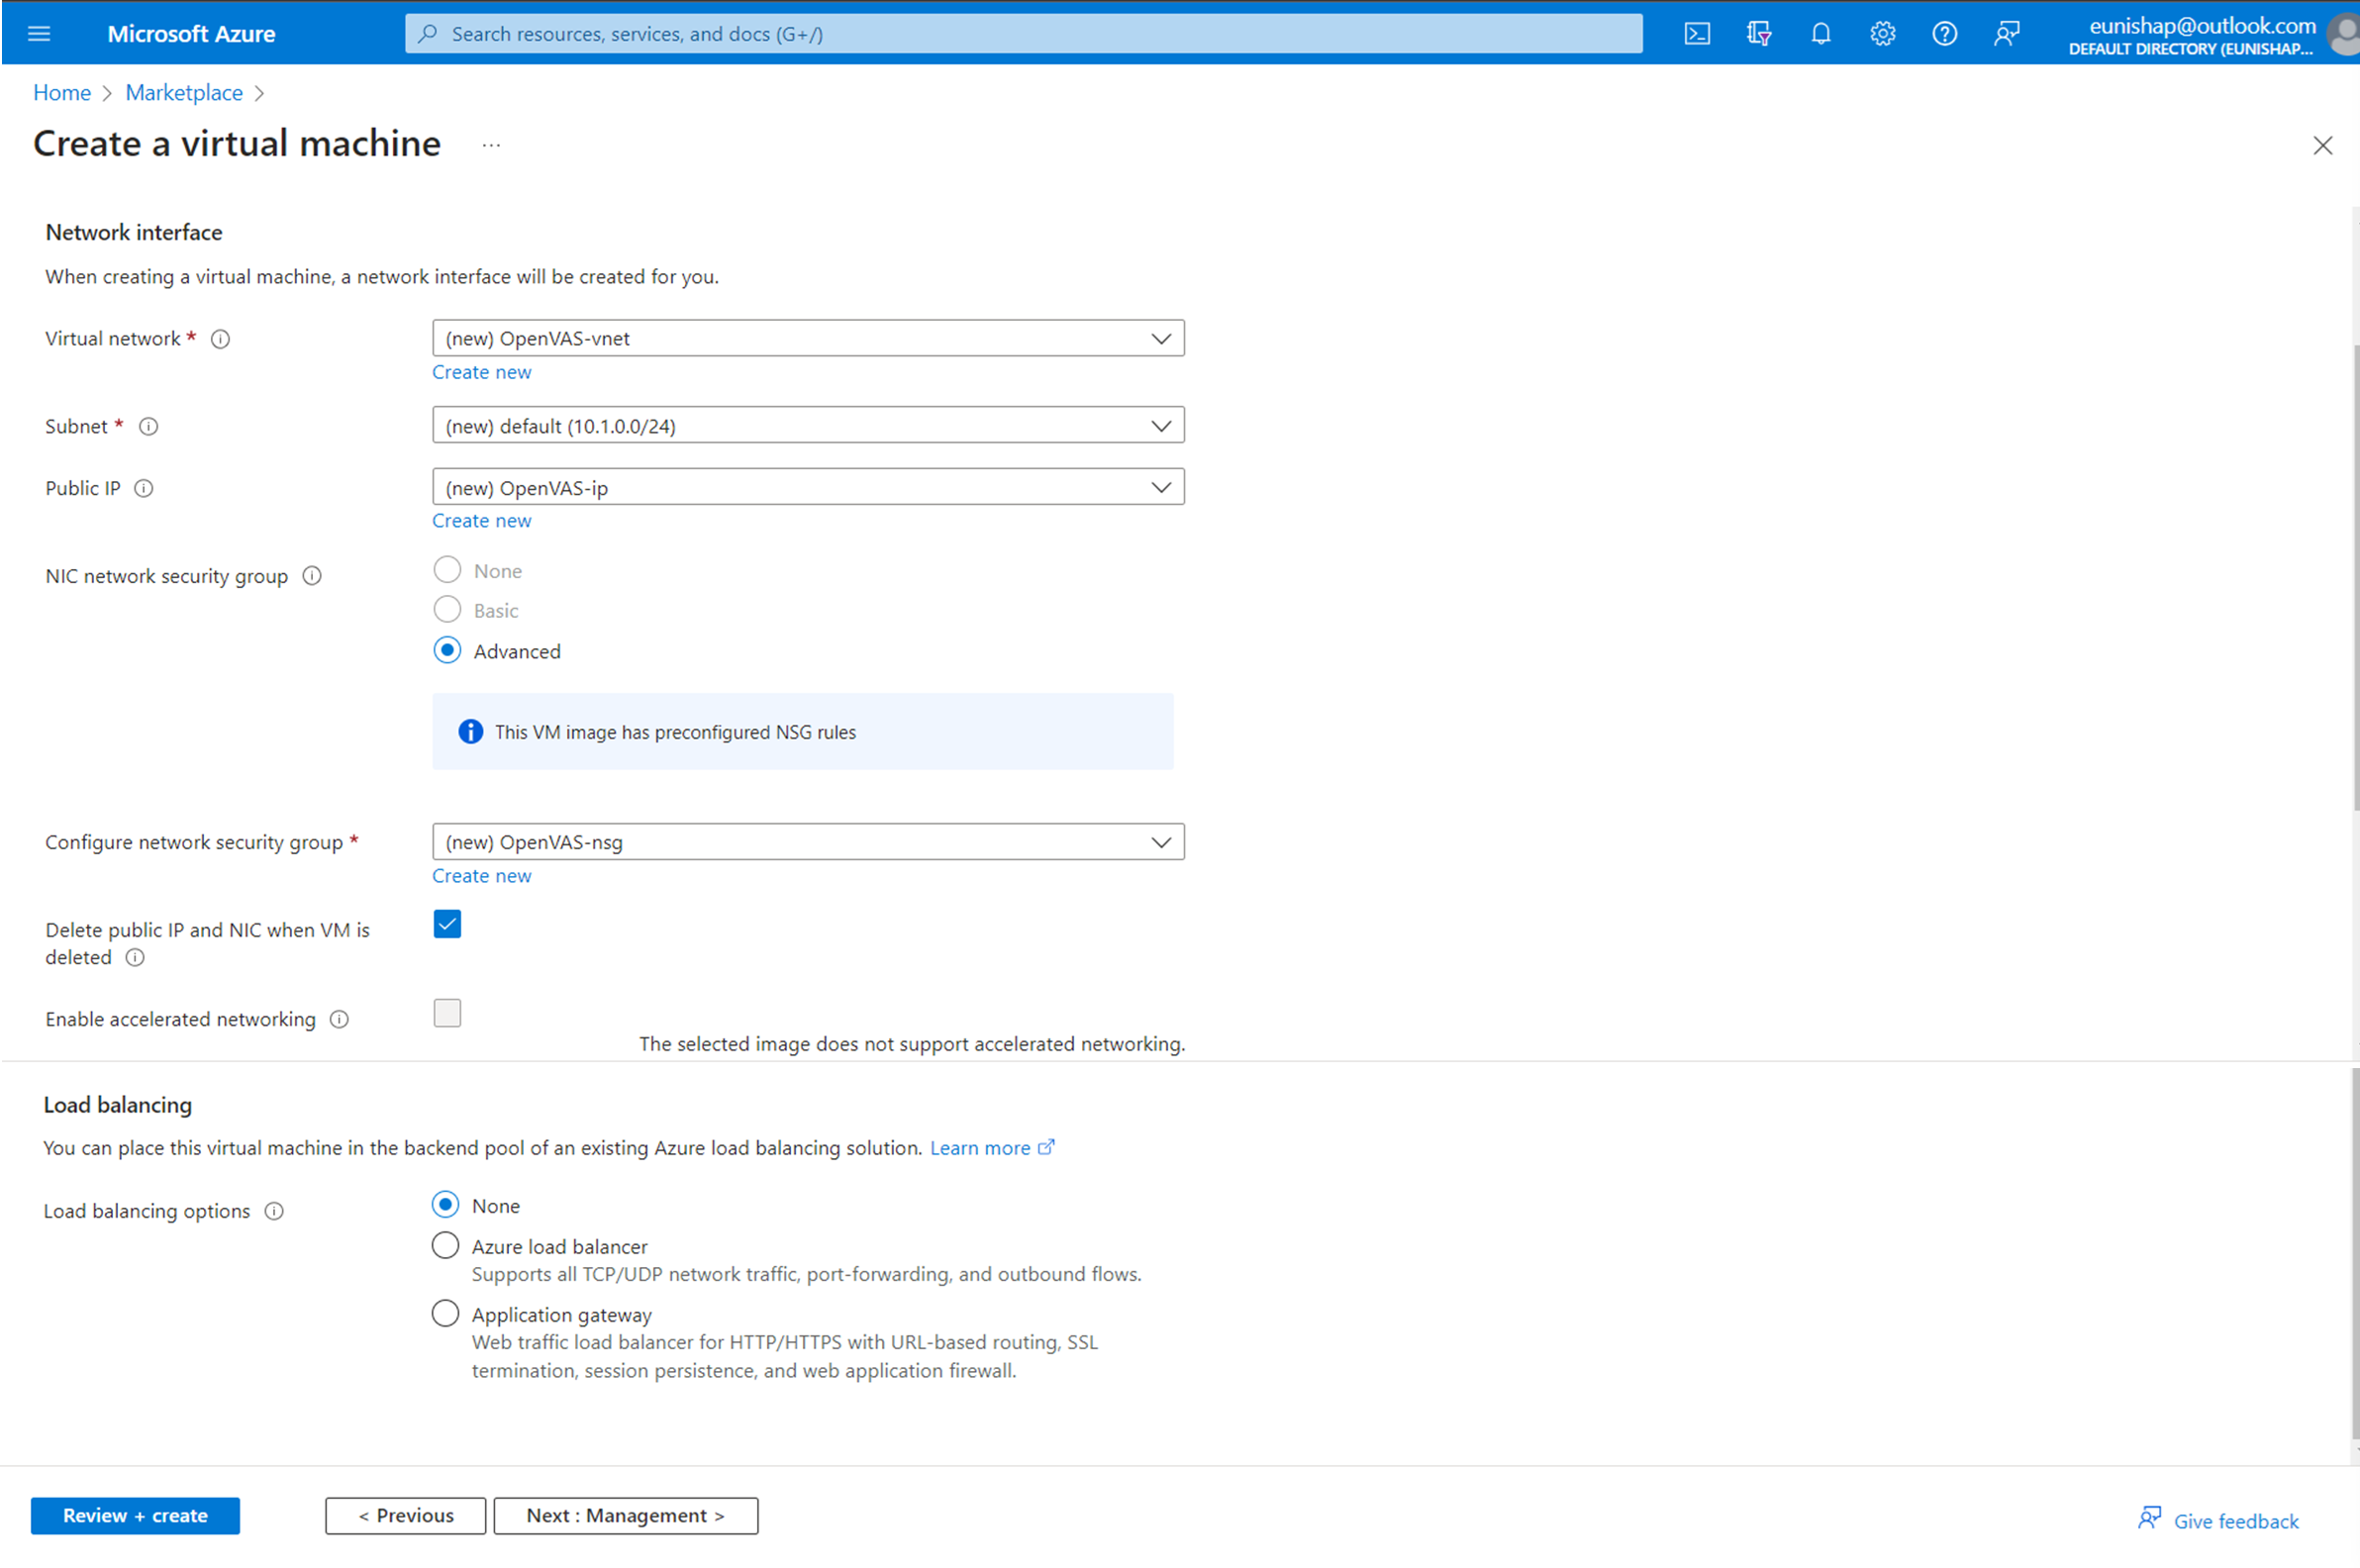 Microsoft Azure
Search resources, services, and docs (G+/)
eunishap@outlook.com
DEFAULT DIRECTORY (EUNISHAP...
Home > Marketplace >
Create a virtual machine ...
Network interface
When creating a virtual machine, a network interface will be created for you.
Virtual network *
(new) OpenVAS-vnet
Create new
Subnet *
(new) default (10.1.0.0/24)
Public IP
(new) OpenVAS-ip
Create new
NIC network security group
None
Basic
Advanced
This VM image has preconfigured NSG rules
Configure network security group *
(new) OpenVAS-nsg
Create new
Delete public IP and NIC when VM is
deleted
Enable accelerated networking
The selected image does not support accelerated networking.
Load balancing
You can place this virtual machine in the backend pool of an existing Azure load balancing solution. Learn more
Load balancing options
None
Azure load balancer
Supports all TCP/UDP network traffic, port-forwarding, and outbound flows.
Application gateway
Web traffic load balancer for HTTP/HTTPS with URL-based routing, SSL
termination, session persistence, and web application firewall.
Review + create
< Previous
Next : Management >
Give feedback